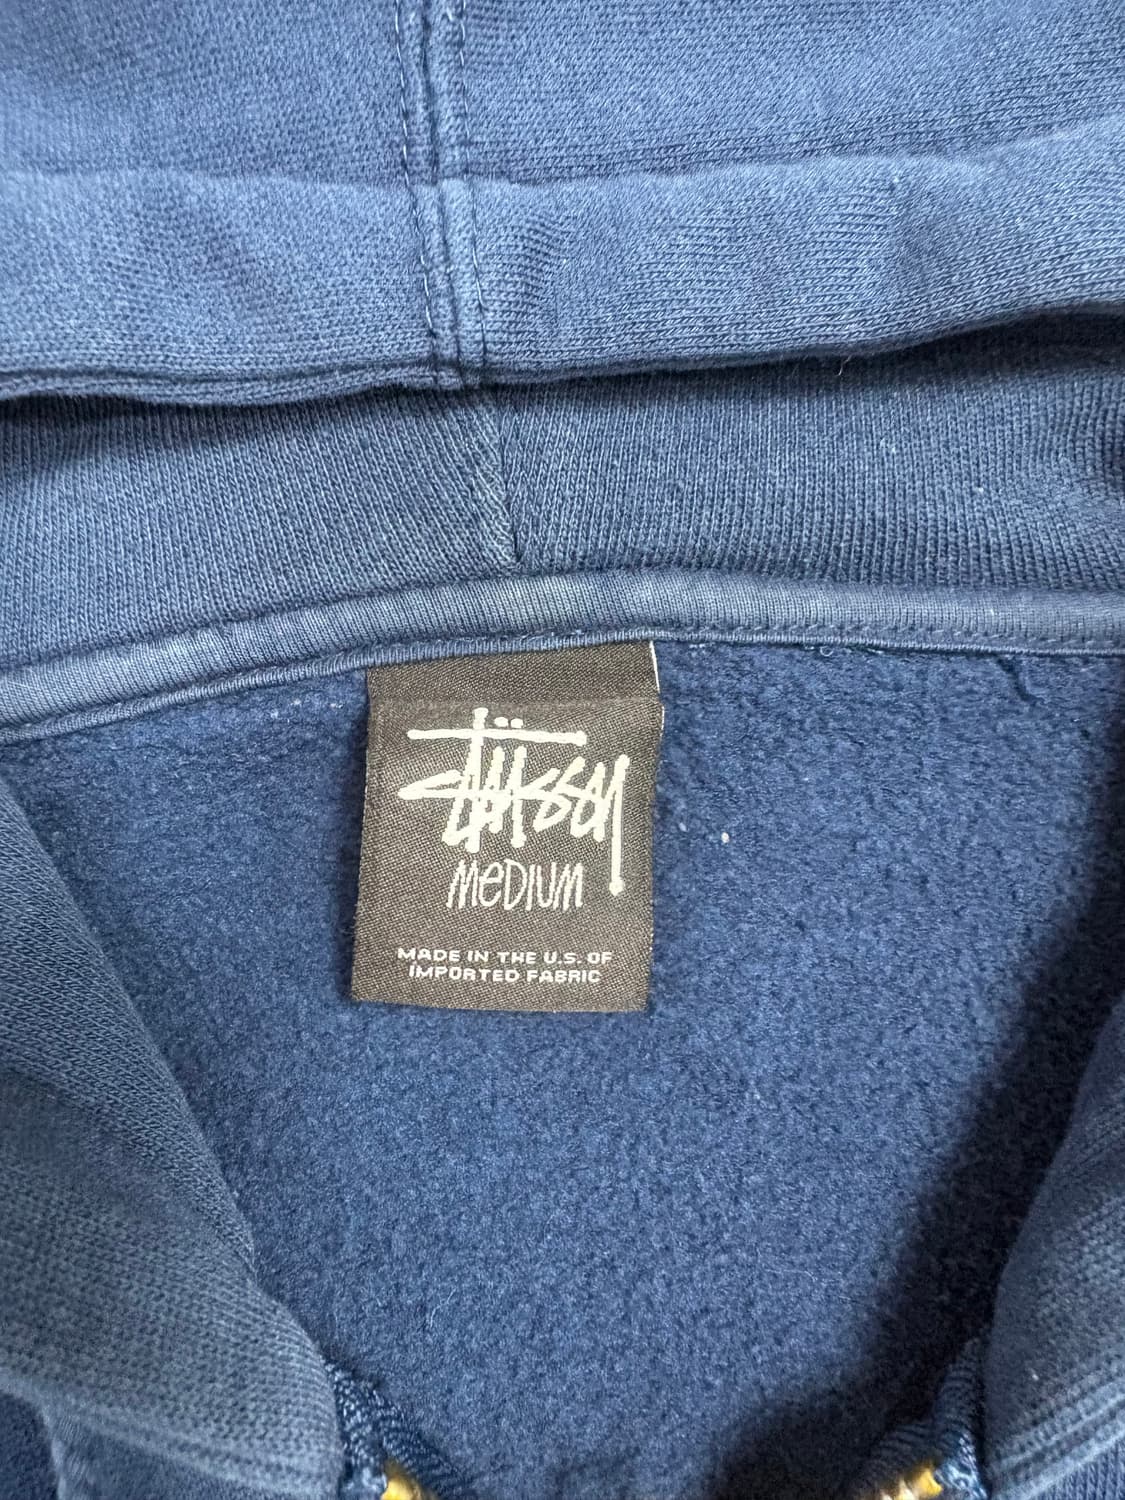 Stüssy
MEDIUM
MADE IN THE U.S. OF
IMPORTED FABRIC